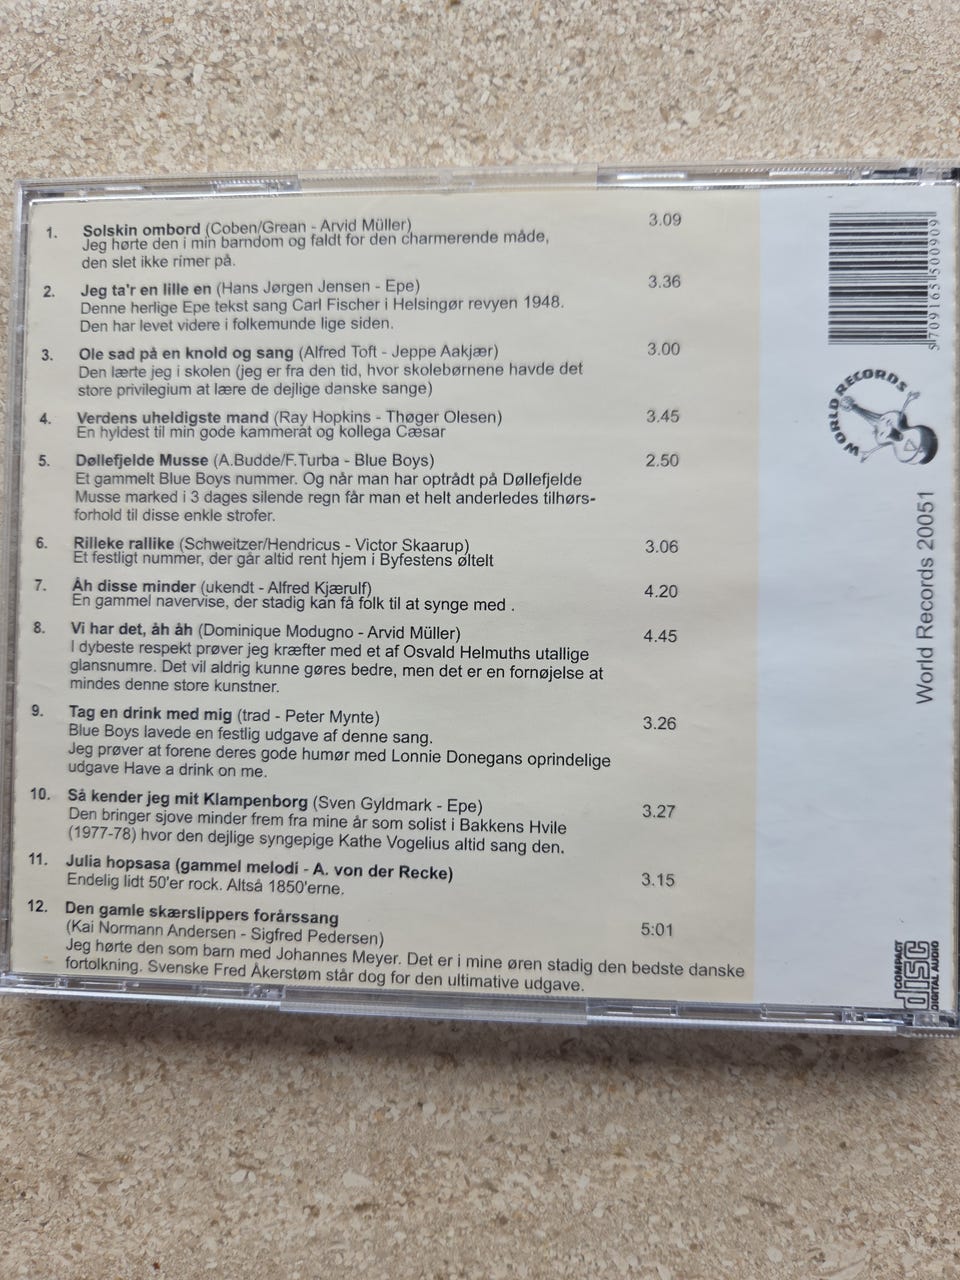 1. Solskin ombord (Coben/Grean - Arvid Müller) 3.09
Jeg hørte den i min barndom og faldt for den charmerende måde,
den slet ikke rimer på.
2. Jeg ta'r en lille en (Hans Jørgen Jensen - Epe) 3.36
Denne herlige Epe tekst sang Carl Fischer i Helsingør revyen 1948.
Den har levet videre i folkemunde lige siden.
3. Ole sad på en knold og sang (Alfred Toft - Jeppe Aakjær) 3.00
Den lærte jeg i skolen (jeg er fra den tid, hvor skolebørnene havde det
store privilegium at lære de dejlige danske sange)
4. Verdens uheldigste mand (Ray Hopkins - Thøger Olesen) 3.45
En hyldest til min gode kammerat og kollega Cæsar
5. Døllefjelde Musse (A.Budde/F.Turba - Blue Boys) 2.50
Et gammelt Blue Boys nummer. Og når man har optrådt på Døllefjelde
Musse marked i 3 dages silende regn får man et helt anderledes tilhørs-
forhold til disse enkle strofer.
6. Rilleke rallike (Schweitzer/Hendricus - Victor Skaarup) 3.06
Et festligt nummer, der går altid rent hjem i Byfestens øltelt
7. Åh disse minder (ukendt - Alfred Kjærulf) 4.20
En gammel navervise, der stadig kan få folk til at synge med .
8. Vi har det, åh åh (Dominique Modugno - Arvid Müller) 4.45
I dybeste respekt prøver jeg kræfter med et af Osvald Helmuths utallige
glansnumre. Det vil aldrig kunne gøres bedre, men det er en fornøjelse at
mindes denne store kunstner.
9. Tag en drink med mig (trad - Peter Mynte) 3.26
Blue Boys lavede en festlig udgave af denne sang.
Jeg prøver at forene deres gode humør med Lonnie Donegans oprindelige
udgave Have a drink on me.
10. Så kender jeg mit Klampenborg (Sven Gyldmark - Epe) 3.27
Den bringer sjove minder frem fra mine år som solist i Bakkens Hvile
(1977-78) hvor den dejlige syngepige Kathe Vogelius altid sang den.
11. Julia hopsasa (gammel melodi - A. von der Recke) 3.15
Endelig lidt 50'er rock. Altså 1850'erne.
12. Den gamle skærslippers forårssang 5:01
(Kai Normann Andersen - Sigfred Pedersen)
Jeg hørte den som barn med Johannes Meyer. Det er i mine øren stadig den bedste danske
fortolkning. Svenske Fred Åkerstøm står dog for den ultimative udgave.
5 709165 500909
WORLD RECORDS
World Records 20051
COMPACT
disc
DIGITAL AUDIO